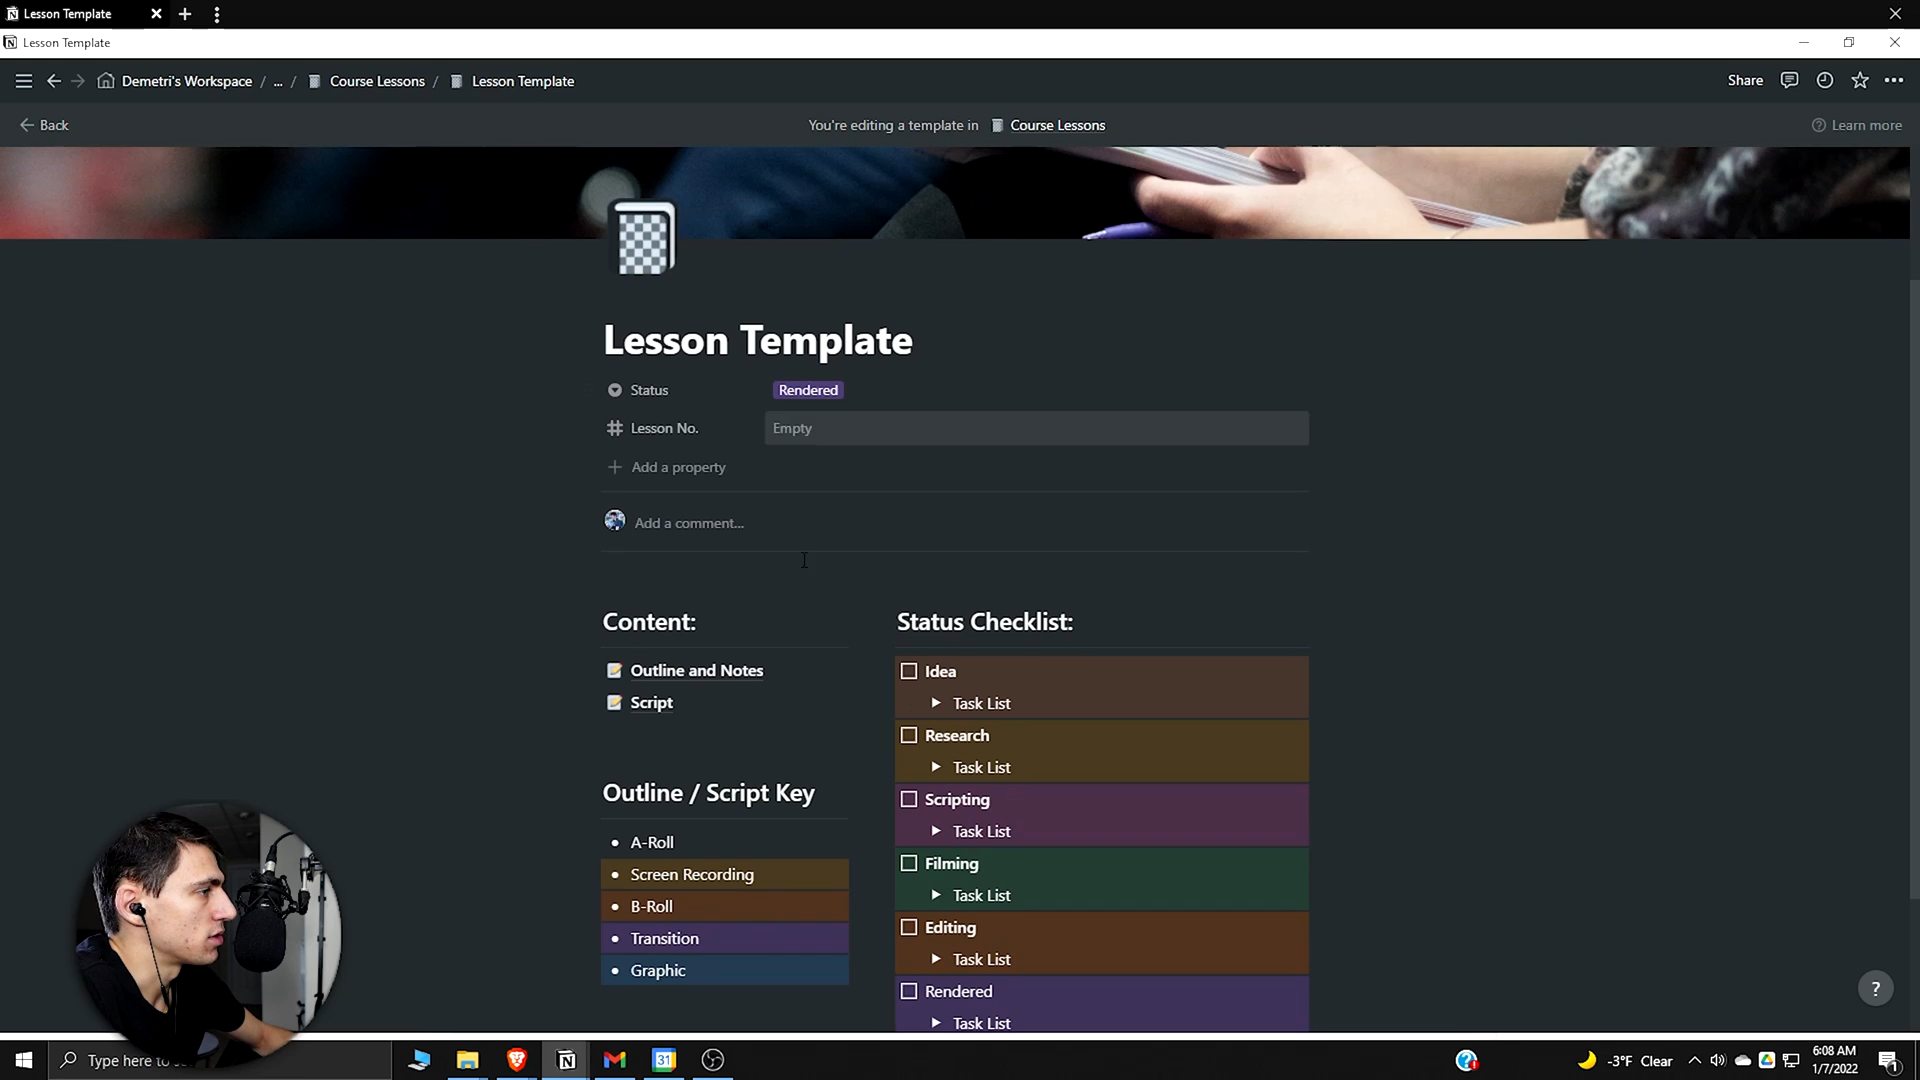 Lesson Template
Lesson Template
Demetri's Workspace / ... / Course Lessons / Lesson Template
Share
Back
You're editing a template in Course Lessons
Learn more
Lesson Template
Status Rendered
Lesson No. Empty
Add a property
Add a comment...
Content:
Outline and Notes
Script
Outline / Script Key
A-Roll
Screen Recording
B-Roll
Transition
Graphic
Status Checklist:
Idea
Task List
Research
Task List
Scripting
Task List
Filming
Task List
Editing
Task List
Rendered
Task List
?
Type here to
31
-3°F Clear
6:08 AM
1/7/2022
1